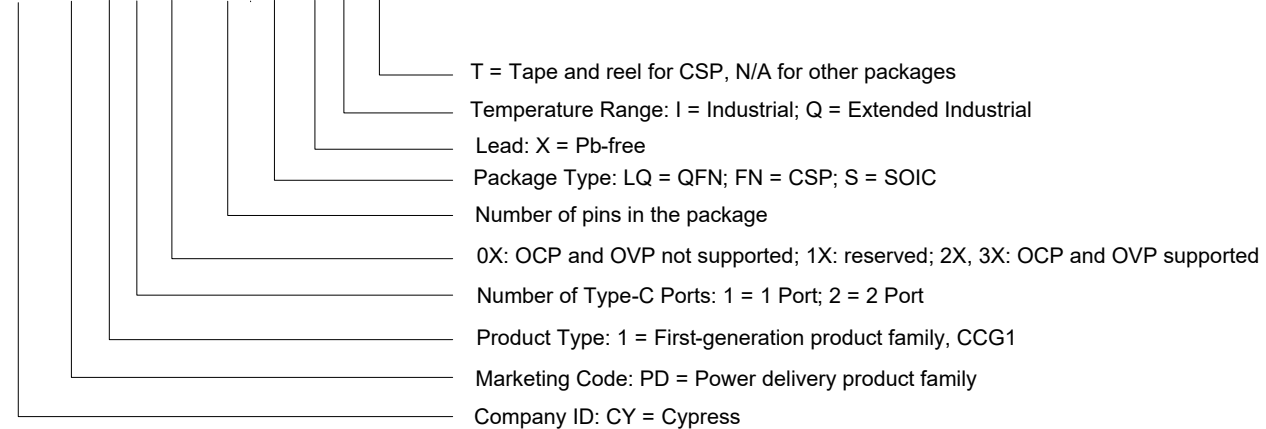 T = Tape and reel for CSP, N/A for other packages
Temperature Range: I = Industrial; Q = Extended Industrial
Lead: X = Pb-free
Package Type: LQ = QFN; FN = CSP; S = SOIC
Number of pins in the package
0X: OCP and OVP not supported; 1X: reserved; 2X, 3X: OCP and OVP supported
Number of Type-C Ports: 1 = 1 Port; 2 = 2 Port
Product Type: 1 = First-generation product family, CCG1
Marketing Code: PD = Power delivery product family
Company ID: CY = Cypress